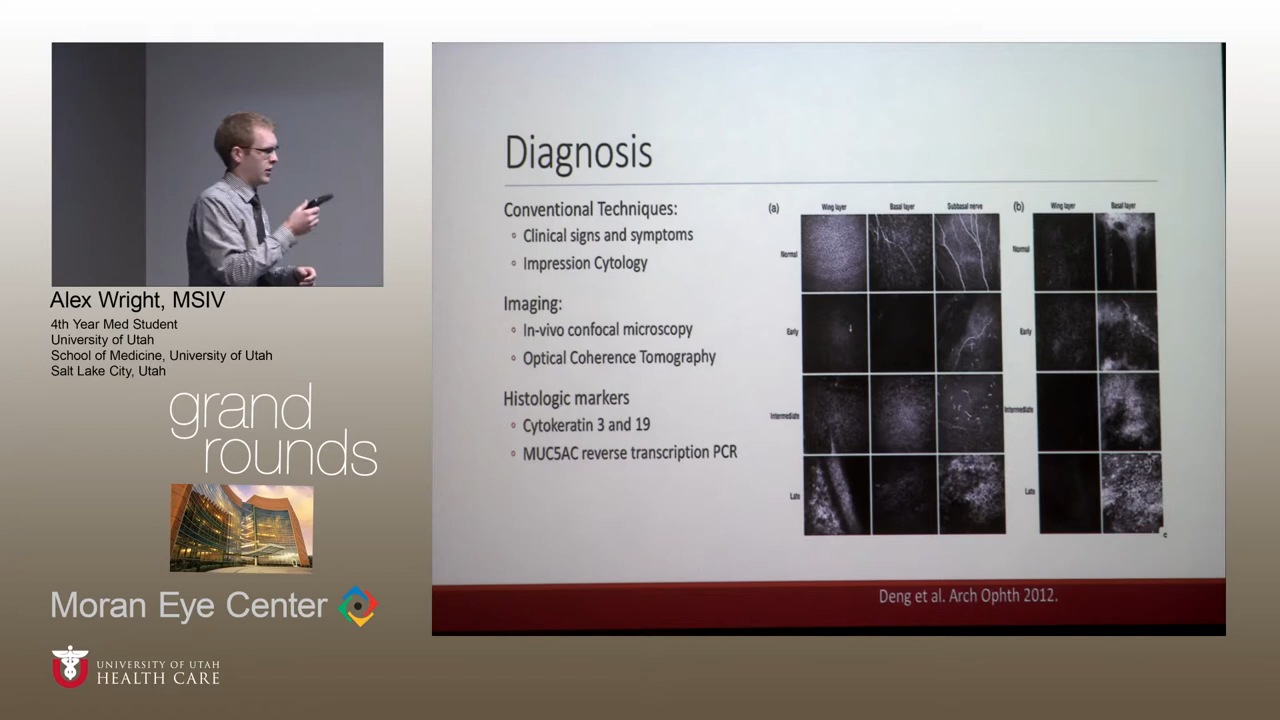 Alex Wright, MSIV
4th Year Med Student
University of Utah
School of Medicine, University of Utah
Salt Lake City, Utah
grand
rounds
Moran Eye Center
UNIVERSITY OF UTAH
HEALTH CARE
Diagnosis
Conventional Techniques:
◦ Clinical signs and symptoms
◦ Impression Cytology
Imaging:
◦ In-vivo confocal microscopy
◦ Optical Coherence Tomography
Histologic markers
◦ Cytokeratin 3 and 19
◦ MUC5AC reverse transcription PCR
(a) Wing layer Basal layer Subbasal nerve
Normal
Early
Intermediate
Late
(b) Wing layer Basal layer
Normal
Early
Intermediate
Late
c
Deng et al. Arch Ophth 2012.